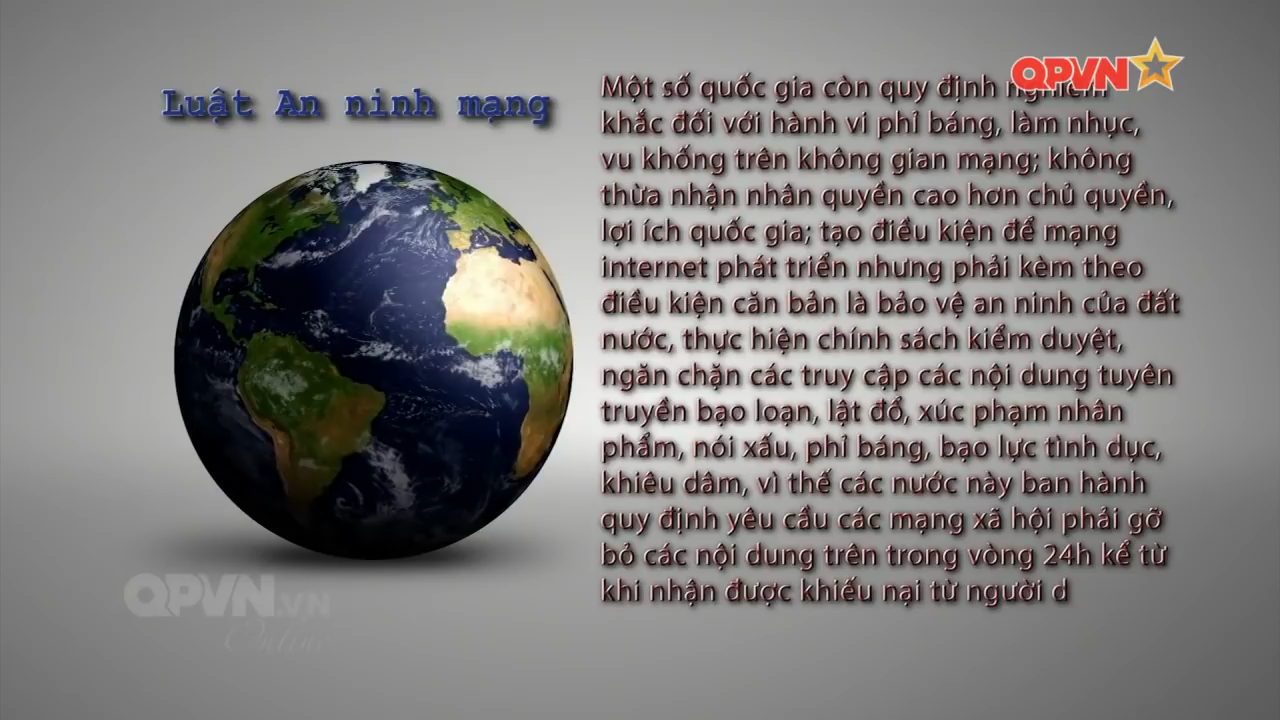 QPVN
Luật An ninh mạng
Một số quốc gia còn quy định nghiêm
khắc đối với hành vi phỉ báng, làm nhục,
vu khống trên không gian mạng; không
thừa nhận nhân quyền cao hơn chủ quyền,
lợi ích quốc gia; tạo điều kiện để mạng
internet phát triển nhưng phải kèm theo
điều kiện căn bản là bảo vệ an ninh của đất
nước, thực hiện chính sách kiểm duyệt,
ngăn chặn các truy cập các nội dung tuyên
truyền bạo loạn, lật đổ, xúc phạm nhân
phẩm, nói xấu, phỉ báng, bạo lực tình dục,
khiêu dâm, vì thế các nước này ban hành
quy định yêu cầu các mạng xã hội phải gỡ
bỏ các nội dung trên trong vòng 24h kể từ
khi nhận được khiếu nại từ người d
QPVN.VN
Online